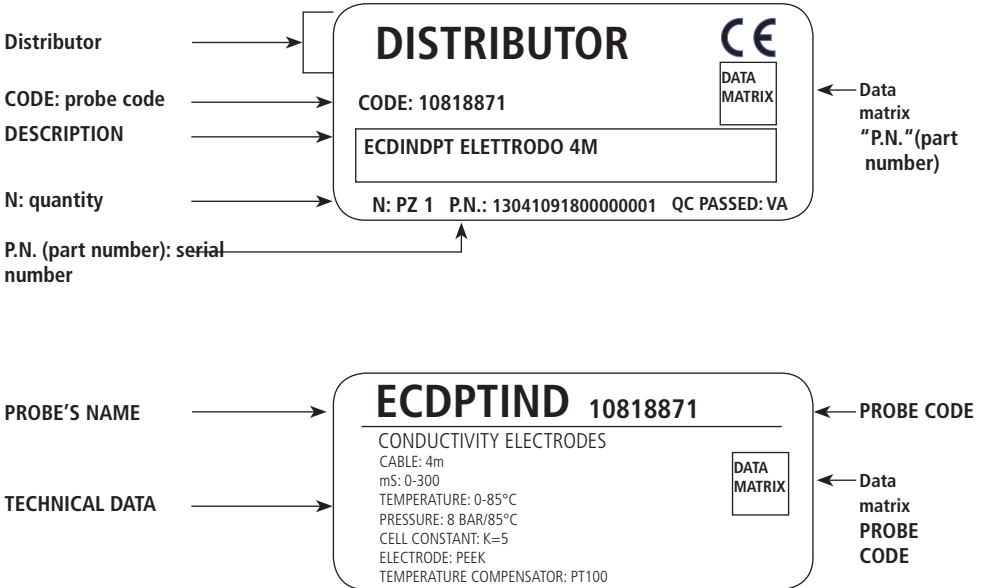 Distributor
CODE: probe code
DESCRIPTION
N: quantity
P.N. (part number): serial
number
DISTRIBUTOR
CE
DATA
MATRIX
CODE: 10818871
ECDINDPT ELETTRODO 4M
N: PZ 1 P.N.: 13041091800000001 QC PASSED: VA
Data
matrix
"P.N."(part
number)
PROBE'S NAME
TECHNICAL DATA
ECDPTIND 10818871
CONDUCTIVITY ELECTRODES
CABLE: 4m
mS: 0-300
TEMPERATURE: 0-85°C
PRESSURE: 8 BAR/85°C
CELL CONSTANT: K=5
ELECTRODE: PEEK
TEMPERATURE COMPENSATOR: PT100
DATA
MATRIX
PROBE CODE
Data
matrix
PROBE
CODE